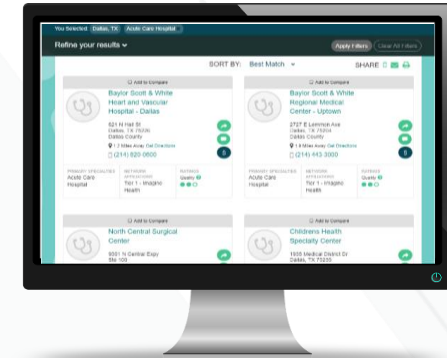 You Selected: Dallas, TX Acute Care Hospital
Refine your results
Apply Filters
Clear All Filters
SORT BY: Best Match
SHARE
Add to Compare
Baylor Scott & White
Heart and Vascular
Hospital - Dallas
621 N Hall St
Dallas, TX 75226
Dallas County
Miles Away Get Directions
(214) 820-0600
PRIMARY SPECIALTIES
Acute Care
Hospital
NETWORK
AFFILIATIONS
Tier 1 - Imagine
Health
RATINGS
Quality
Add to Compare
Baylor Scott & White
Regional Medical
Center - Uptown
2727 E Lemmon Ave
Dallas, TX 75204
Dallas County
Miles Away Get Directions
(214) 443-3000
PRIMARY SPECIALTIES
Acute Care
Hospital
NETWORK
AFFILIATIONS
Tier 1 - Imagine
Health
RATINGS
Quality
Add to Compare
North Central Surgical
Center
9301 N Central Expy
Ste 100
Add to Compare
Childrens Health
Specialty Center
1935 Medical District Dr
Dallas, TX 75235